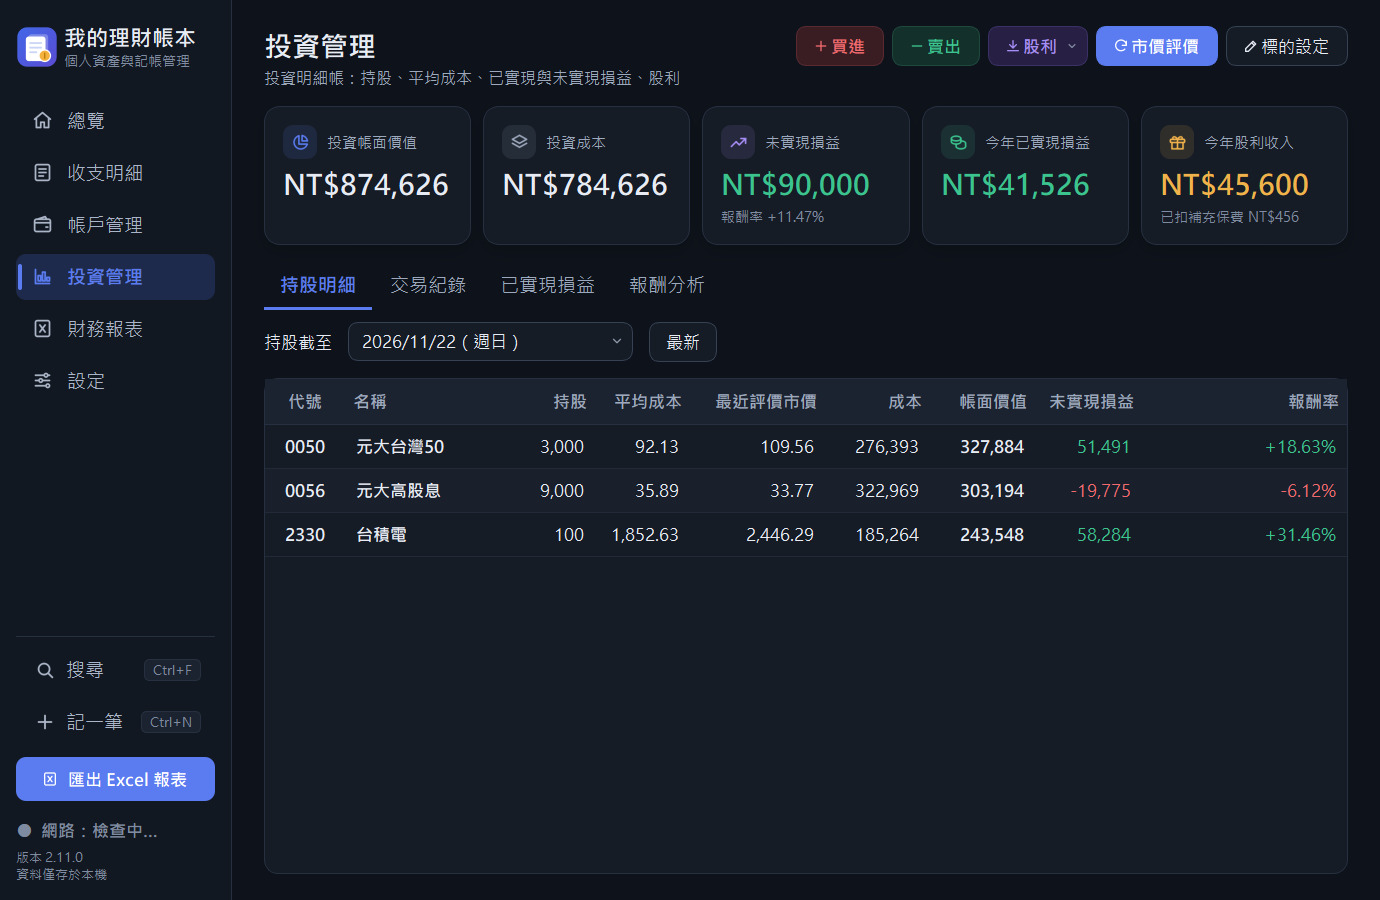 我的理財帳本
個人資產與記帳管理
總覽
收支明細
帳戶管理
投資管理
財務報表
設定
搜尋 Ctrl+F
記一筆 Ctrl+N
匯出 Excel 報表
網路：檢查中...
版本 2.11.0
資料僅存於本機
投資管理
投資明細帳：持股、平均成本、已實現與未實現損益、股利
買進
賣出
股利
市價評價
標的設定
投資帳面價值
NT$874,626
投資成本
NT$784,626
未實現損益
NT$90,000
報酬率 +11.47%
今年已實現損益
NT$41,526
今年股利收入
NT$45,600
已扣補充保費 NT$456
持股明細 交易紀錄 已實現損益 報酬分析
持股截至 2026/11/22（週日） 最新
代號 名稱 持股 平均成本 最近評價市價 成本 帳面價值 未實現損益 報酬率
0050 元大台灣50 3,000 92.13 109.56 276,393 327,884 51,491 +18.63%
0056 元大高股息 9,000 35.89 33.77 322,969 303,194 -19,775 -6.12%
2330 台積電 100 1,852.63 2,446.29 185,264 243,548 58,284 +31.46%